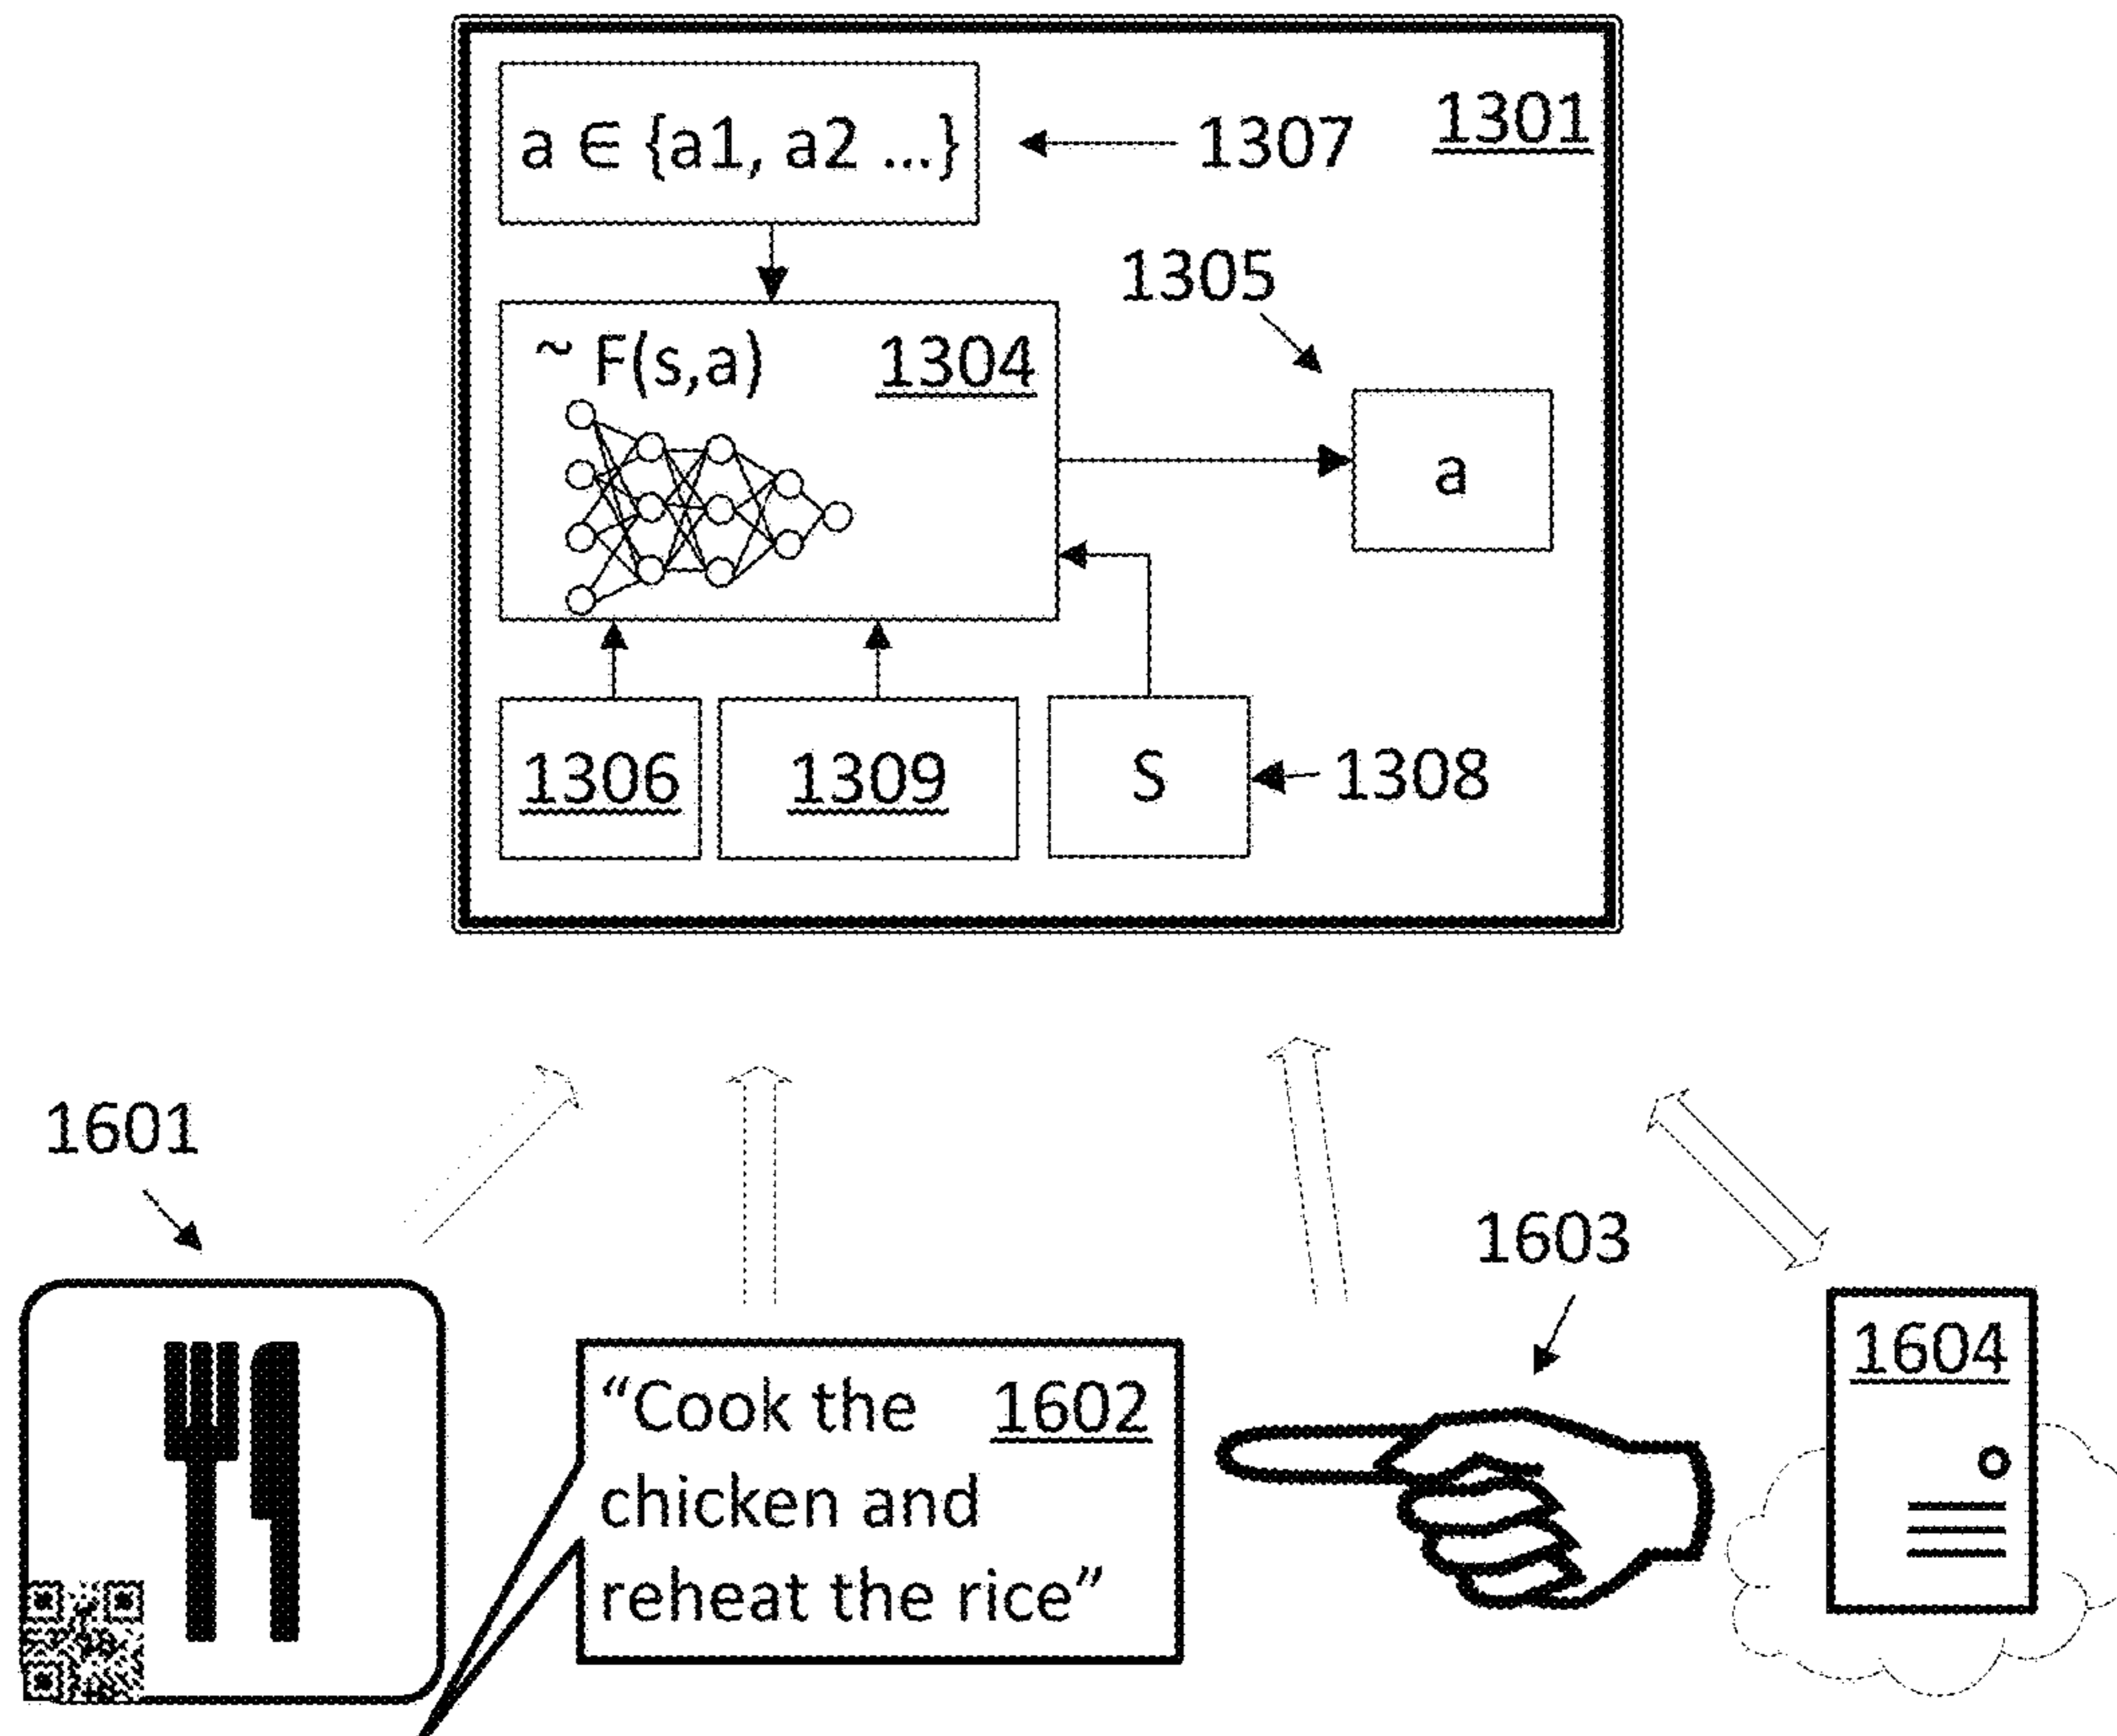 a ∈ {a1, a2 ...}
1307
1301
1305
~ F(s,a)
1304
a
1306
1309
S
1308
1601
1603
1604
“Cook the
1602
chicken and
reheat the rice”